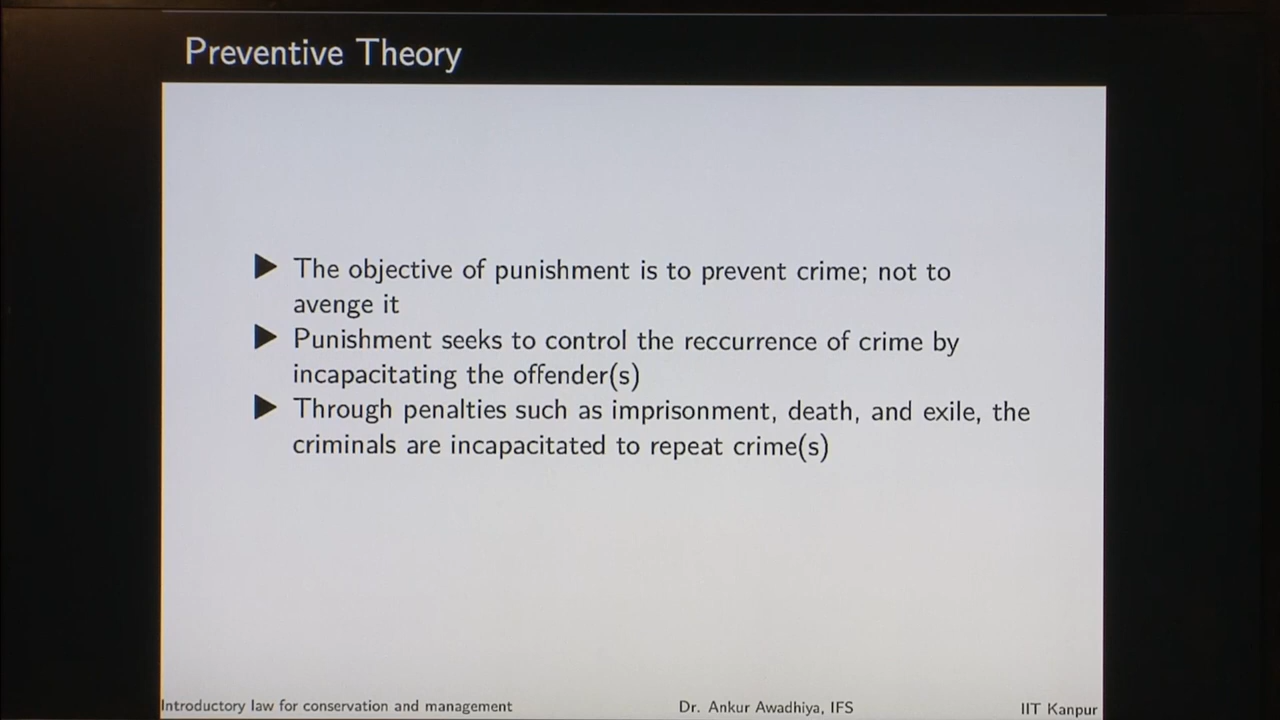 Preventive Theory
▶ The objective of punishment is to prevent crime; not to
avenge it
▶ Punishment seeks to control the reccurrence of crime by
incapacitating the offender(s)
▶ Through penalties such as imprisonment, death, and exile, the
criminals are incapacitated to repeat crime(s)
Introductory law for conservation and management Dr. Ankur Awadhiya, IFS IIT Kanpur